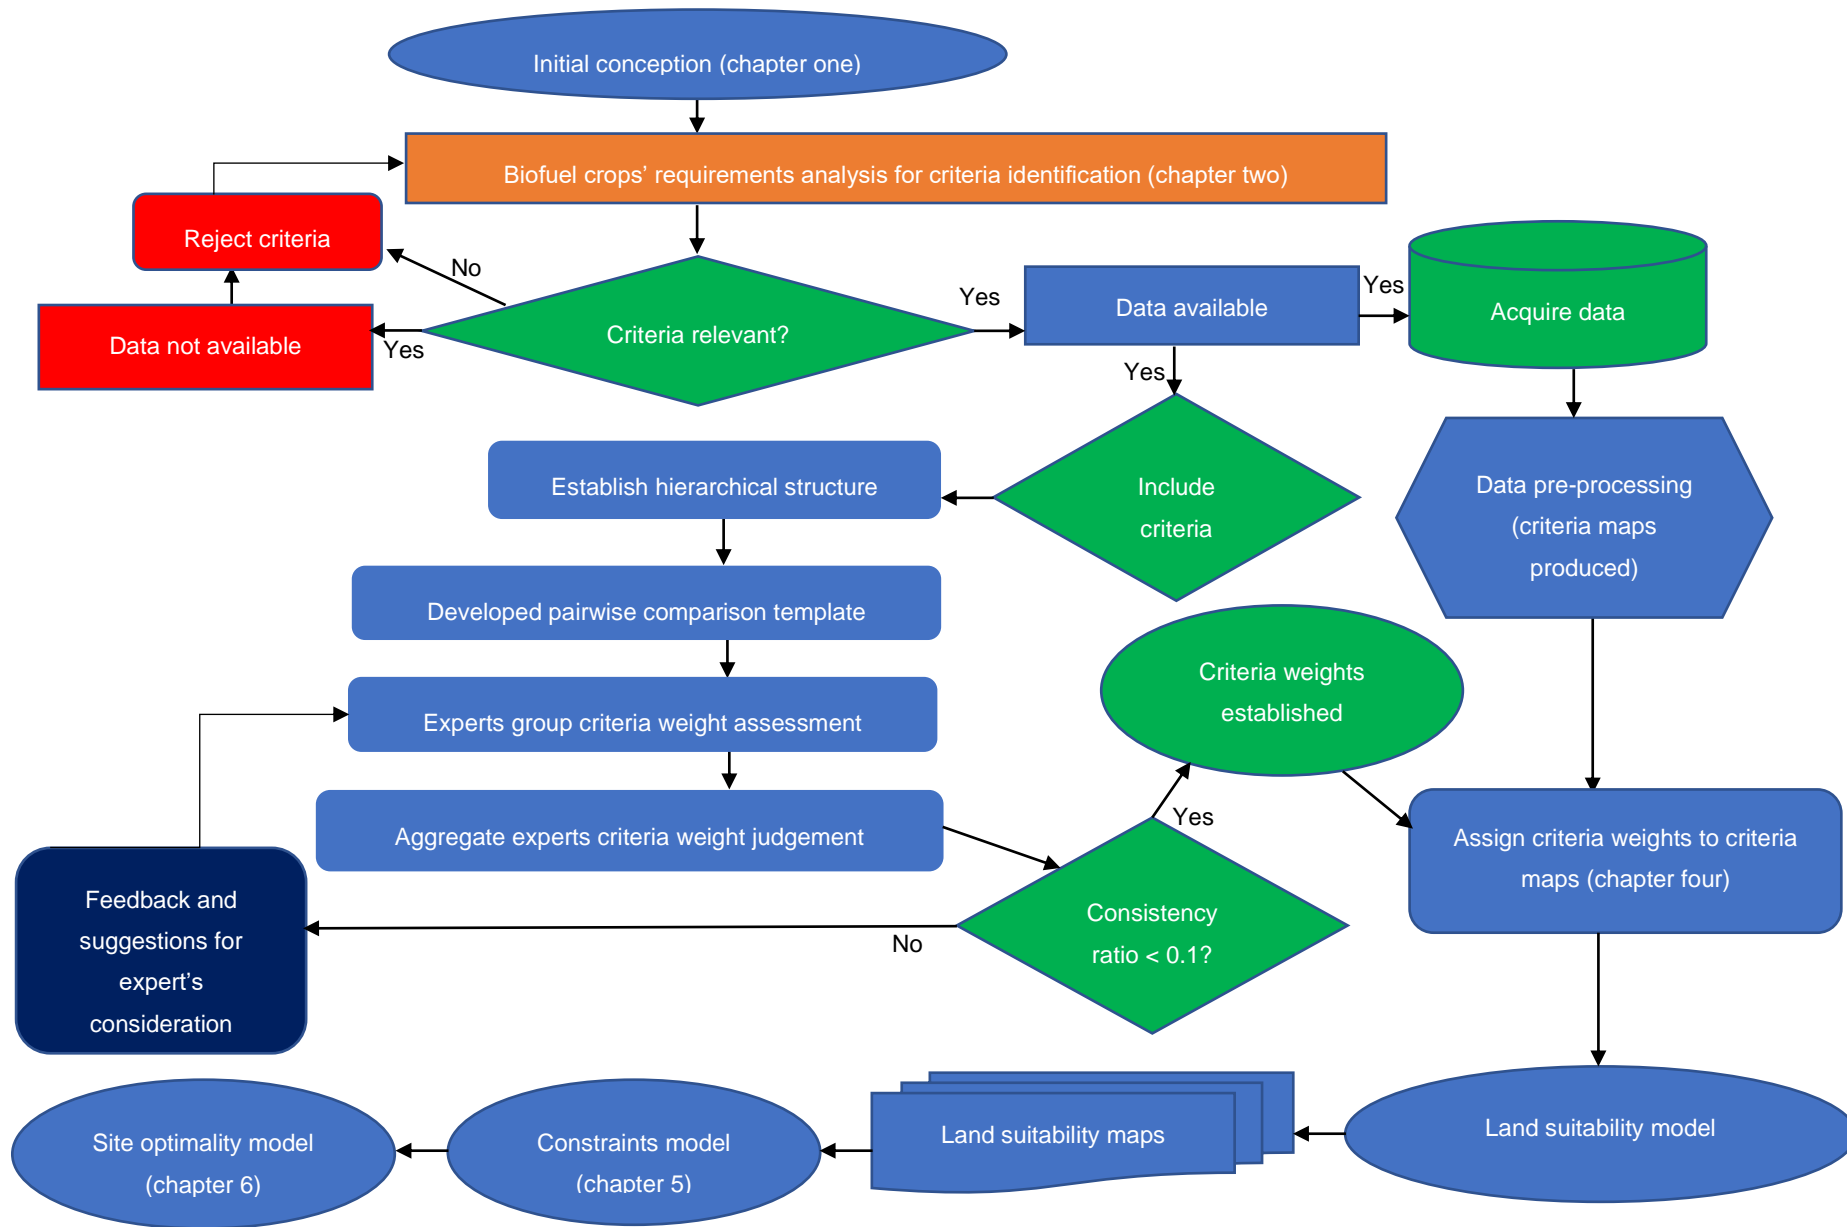 Initial conception (chapter one)
Biofuel crops’ requirements analysis for criteria identification (chapter two)
Reject criteria
No
Yes
Yes
Data available
Acquire data
Data not available
Yes
Criteria relevant?
Yes
Establish hierarchical structure
Include
criteria
Data pre-processing
(criteria maps
produced)
Developed pairwise comparison template
Criteria weights
established
Experts group criteria weight assessment
Aggregate experts criteria weight judgement
Yes
Assign criteria weights to criteria
maps (chapter four)
Feedback and
suggestions for
expert’s
consideration
No
Consistency
ratio < 0.1?
Land suitability model
Land suitability maps
Constraints model
(chapter 5)
Site optimality model
(chapter 6)